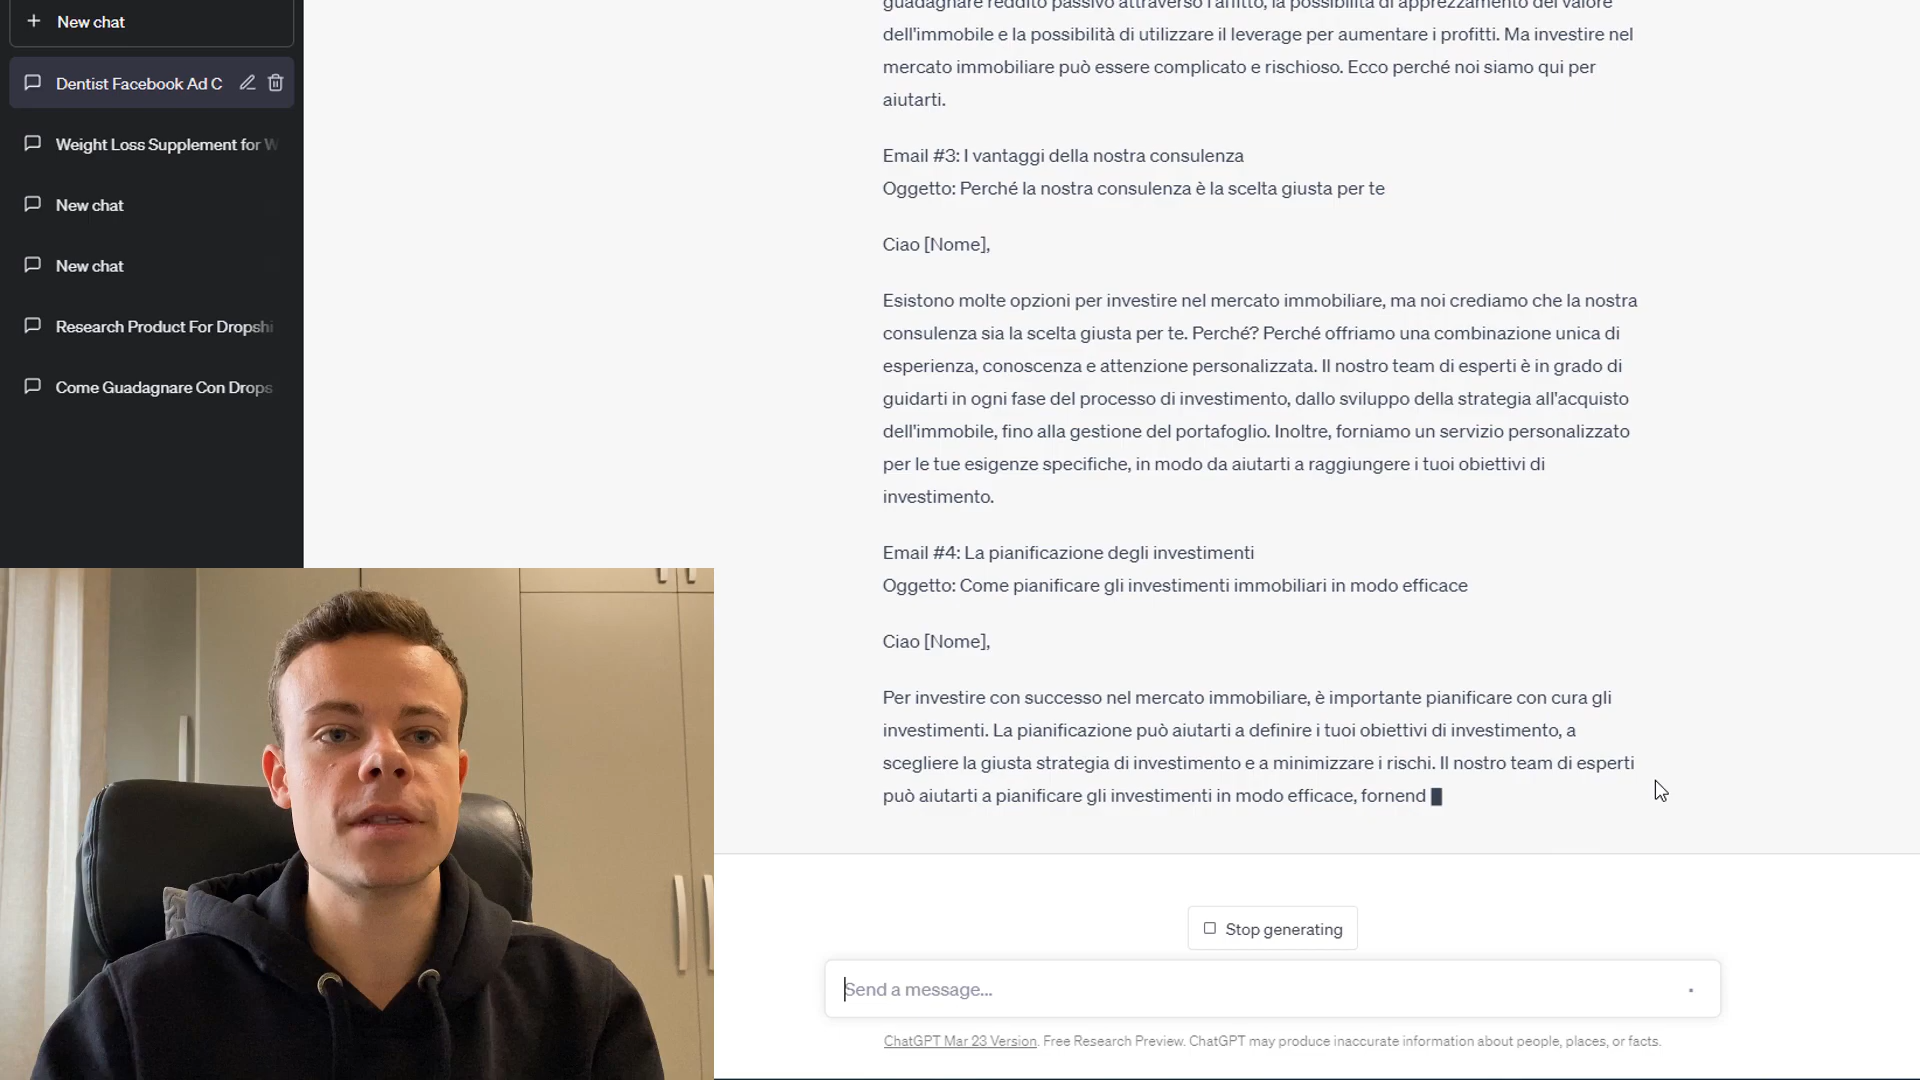 New chat
Dentist Facebook Ad C
Weight Loss Supplement for W
New chat
New chat
Research Product For Dropshi
Come Guadagnare Con Drops
guadagnare reddito passivo attraverso l'affitto, la possibilità di apprezzamento del valore
dell'immobile e la possibilità di utilizzare il leverage per aumentare i profitti. Ma investire nel
mercato immobiliare può essere complicato e rischioso. Ecco perché noi siamo qui per
aiutarti.
Email #3: I vantaggi della nostra consulenza
Oggetto: Perché la nostra consulenza è la scelta giusta per te
Ciao [Nome],
Esistono molte opzioni per investire nel mercato immobiliare, ma noi crediamo che la nostra
consulenza sia la scelta giusta per te. Perché? Perché offriamo una combinazione unica di
esperienza, conoscenza e attenzione personalizzata. Il nostro team di esperti è in grado di
guidarti in ogni fase del processo di investimento, dallo sviluppo della strategia all'acquisto
dell'immobile, fino alla gestione del portafoglio. Inoltre, forniamo un servizio personalizzato
per le tue esigenze specifiche, in modo da aiutarti a raggiungere i tuoi obiettivi di
investimento.
Email #4: La pianificazione degli investimenti
Oggetto: Come pianificare gli investimenti immobiliari in modo efficace
Ciao [Nome],
Per investire con successo nel mercato immobiliare, è importante pianificare con cura gli
investimenti. La pianificazione può aiutarti a definire i tuoi obiettivi di investimento, a
scegliere la giusta strategia di investimento e a minimizzare i rischi. Il nostro team di esperti
può aiutarti a pianificare gli investimenti in modo efficace, fornend
Stop generating
Send a message...
ChatGPT Mar 23 Version. Free Research Preview. ChatGPT may produce inaccurate information about people, places, or facts.